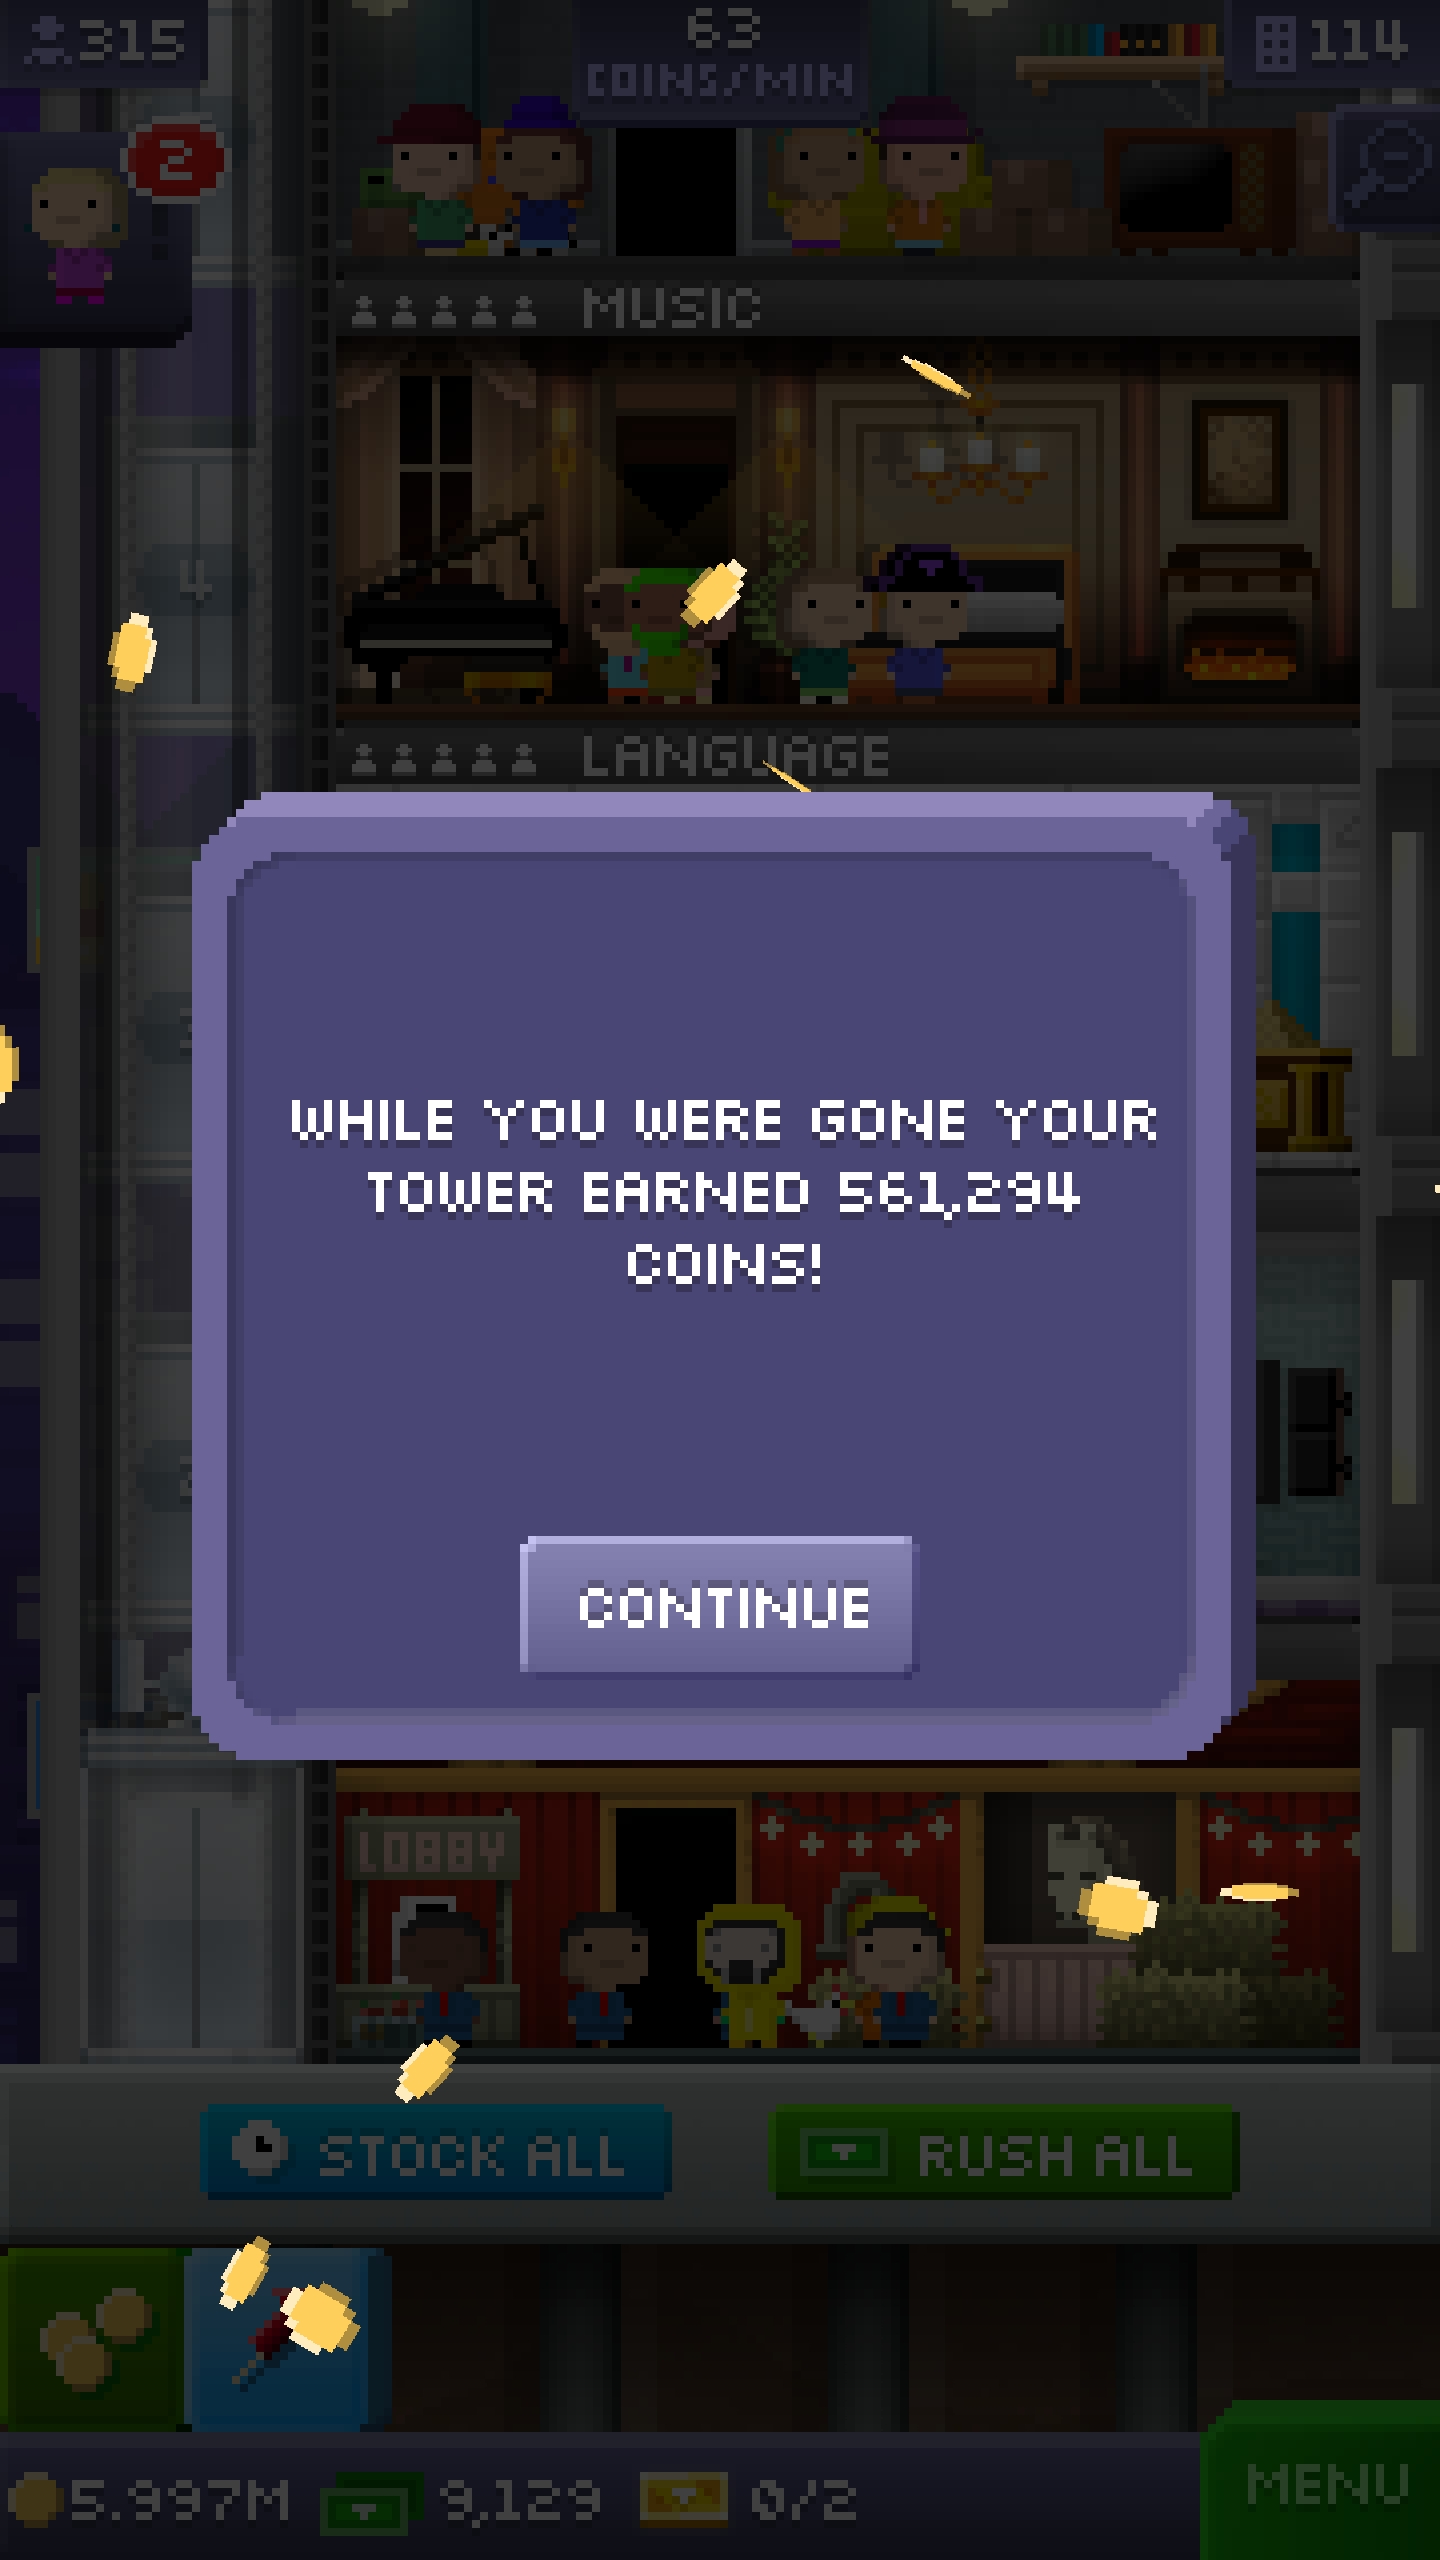 315
63
COINS/MIN
114
2
MUSIC
4
LANGUAGE
WHILE YOU WERE GONE YOUR
TOWER EARNED 561,294
COINS!
CONTINUE
LOBBY
STOCK ALL
RUSH ALL
5.997M
9,129
0/2
MENU